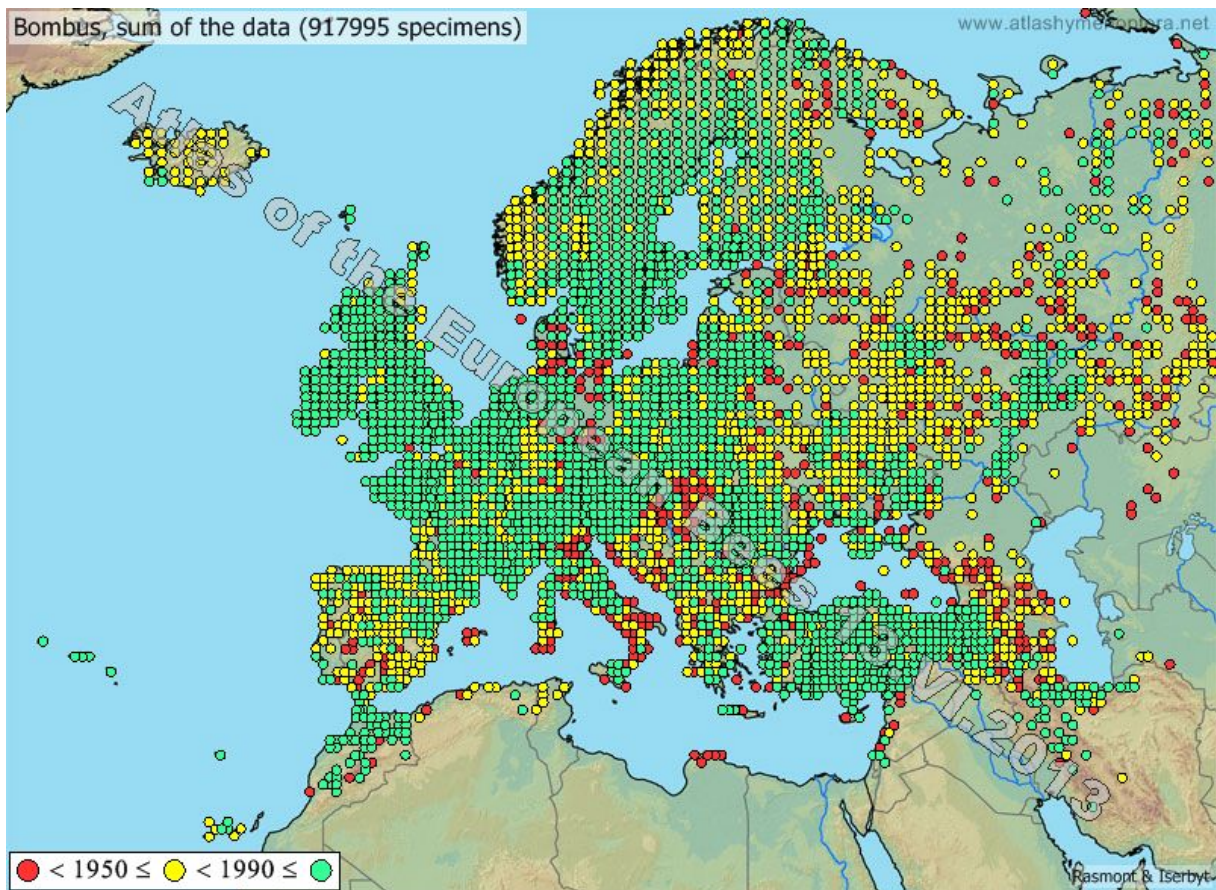 Bombus, sum of the data (917995 specimens)
www.atlashymenoptera.net
Atlas of the European Bees 13.VI.2013
< 1950 ≤ < 1990 ≤
Rasmont & Iserbyt